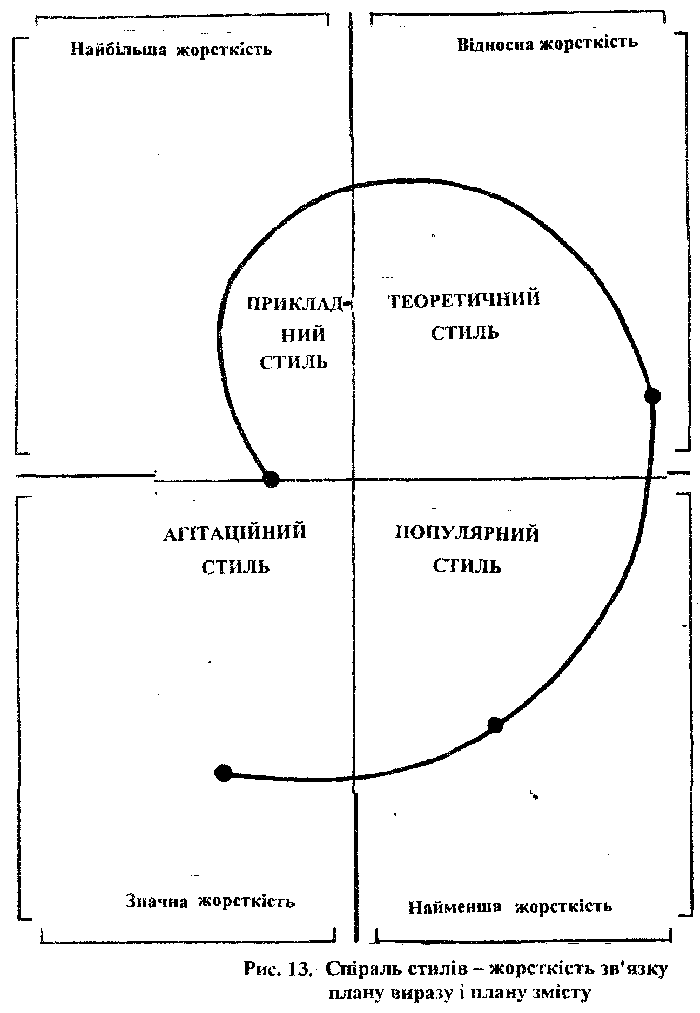 Найбільша жорсткість
Відносна жорсткість
ПРИКЛАД-
НИЙ
СТИЛЬ
ТЕОРЕТИЧНИЙ
СТИЛЬ
АГІТАЦІЙНИЙ
СТИЛЬ
ПОПУЛЯРНИЙ
СТИЛЬ
Значна жорсткість
Найменша жорсткість
Рис. 13. Спіраль стилів – жорсткість зв'язку
плану виразу і плану змісту